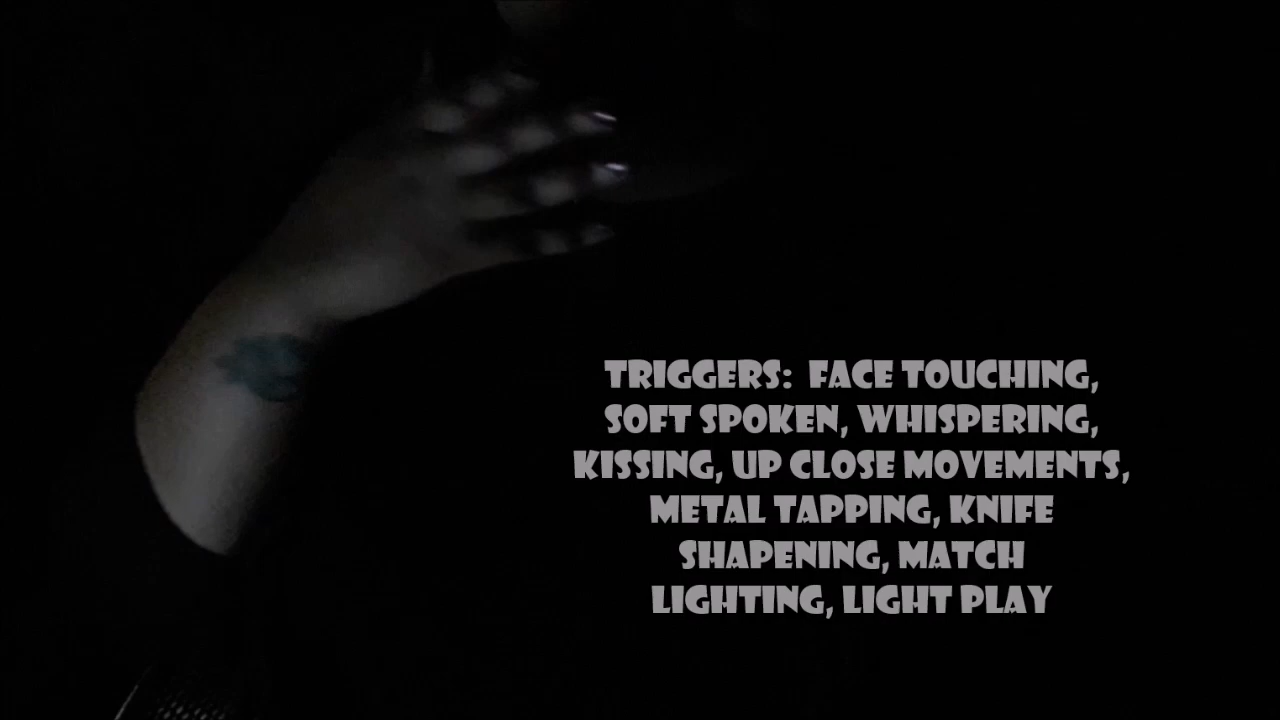 TRIGGERS: FACE TOUCHING,
SOFT SPOKEN, WHISPERING,
KISSING, UP CLOSE MOVEMENTS,
METAL TAPPING, KNIFE
SHAPENING, MATCH
LIGHTING, LIGHT PLAY